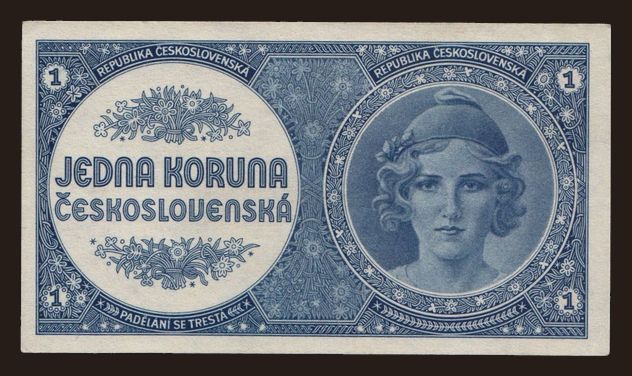 REPUBLIKA ČESKOSLOVENSKÁ
REPUBLIKA ČESKOSLOVENSKÁ
1
1
JEDNA KORUNA
ČESKOSLOVENSKÁ
1
1
PADĚLÁNÍ SE TRESTÁ